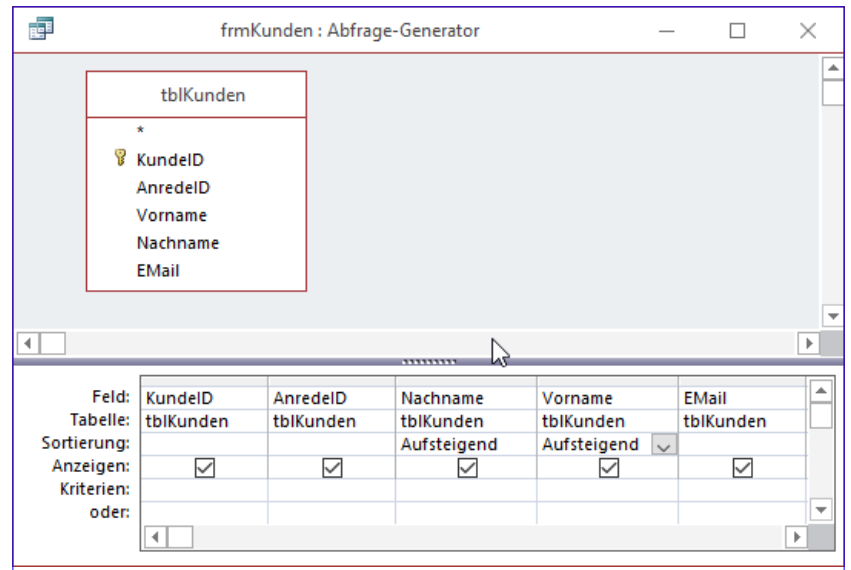 frmKunden : Abfrage-Generator
tblKunden
*
KundeID
AnredeID
Vorname
Nachname
EMail
Feld: KundeID AnredeID Nachname Vorname EMail
Tabelle: tblKunden tblKunden tblKunden tblKunden tblKunden
Sortierung: Aufsteigend Aufsteigend
Anzeigen:
Kriterien:
oder: